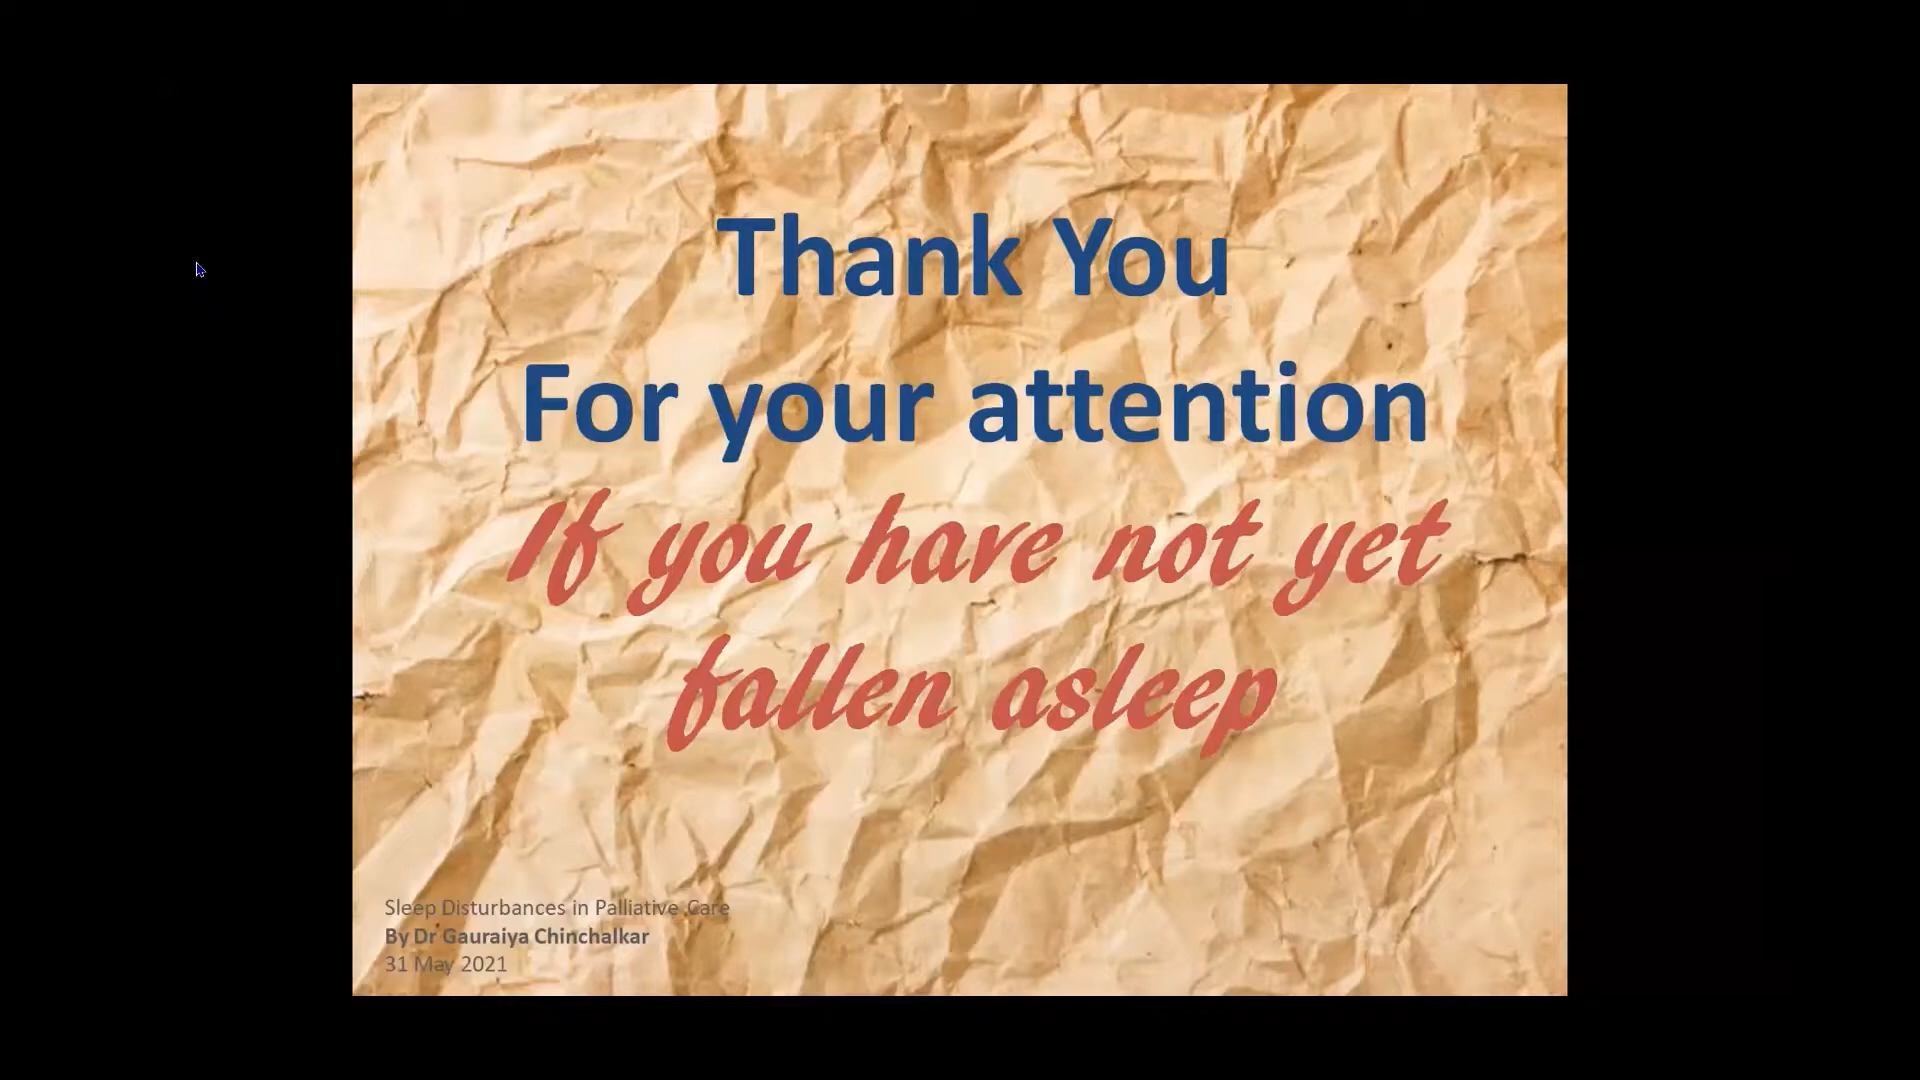 Thank You
For your attention
If you have not yet
fallen asleep
Sleep Disturbances in Palliative Care
By Dr Gauraiya Chinchalkar
31 May 2021